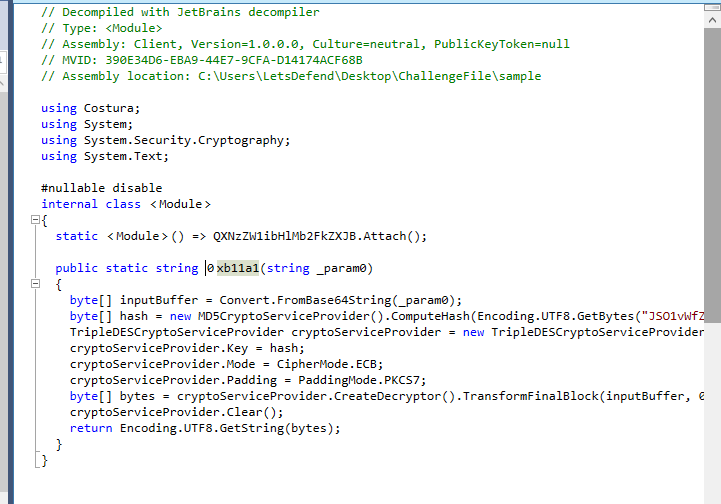 // Decompiled with JetBrains decompiler
// Type: <Module>
// Assembly: Client, Version=1.0.0.0, Culture=neutral, PublicKeyToken=null
// MVID: 390E34D6-EBA9-44E7-9CFA-D14174ACF68B
// Assembly location: C:\Users\LetsDefend\Desktop\ChallengeFile\sample
using Costura;
using System;
using System.Security.Cryptography;
using System.Text;
#nullable disable
internal class <Module>
{
static <Module>() => QXNzZW1ibHlMb2FkZXJB.Attach();
public static string 0xb11a1(string _param0)
{
byte[] inputBuffer = Convert.FromBase64String(_param0);
byte[] hash = new MD5CryptoServiceProvider().ComputeHash(Encoding.UTF8.GetBytes("JSO1vWfZ
TripleDESCryptoServiceProvider cryptoServiceProvider = new TripleDESCryptoServiceProvider
cryptoServiceProvider.Key = hash;
cryptoServiceProvider.Mode = CipherMode.ECB;
cryptoServiceProvider.Padding = PaddingMode.PKCS7;
byte[] bytes = cryptoServiceProvider.CreateDecryptor().TransformFinalBlock(inputBuffer, 0
cryptoServiceProvider.Clear();
return Encoding.UTF8.GetString(bytes);
}
}